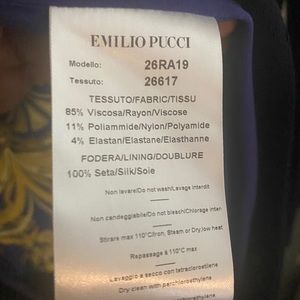 EMILIO PUCCI
Modello: 26RA19
Tessuto: 26617
TESSUTO/FABRIC/TISSU
85% Viscosa/Rayon/Viscose
11% Poliammide/Nylon/Polyamide
4% Elastan/Elastane/Elasthanne
FODERA/LINING/DOUBLURE
100% Seta/Silk/Soie
Non lavare/Do not wash/Lavage interdit
Non candeggiabile/Do not bleach/Chlorage inter
Stirare max 110°C/Iron, Steam or Dry, low heat
Repassage à 110°C max
Lavaggio a secco con tetracloroetilene
Dry clean with perchloroethylene